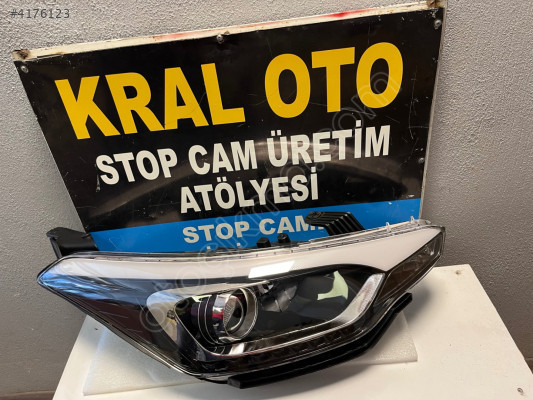 #4176123
KRAL OTO
STOP CAM ÜRETİM
ATÖLYESİ
STOP CAM